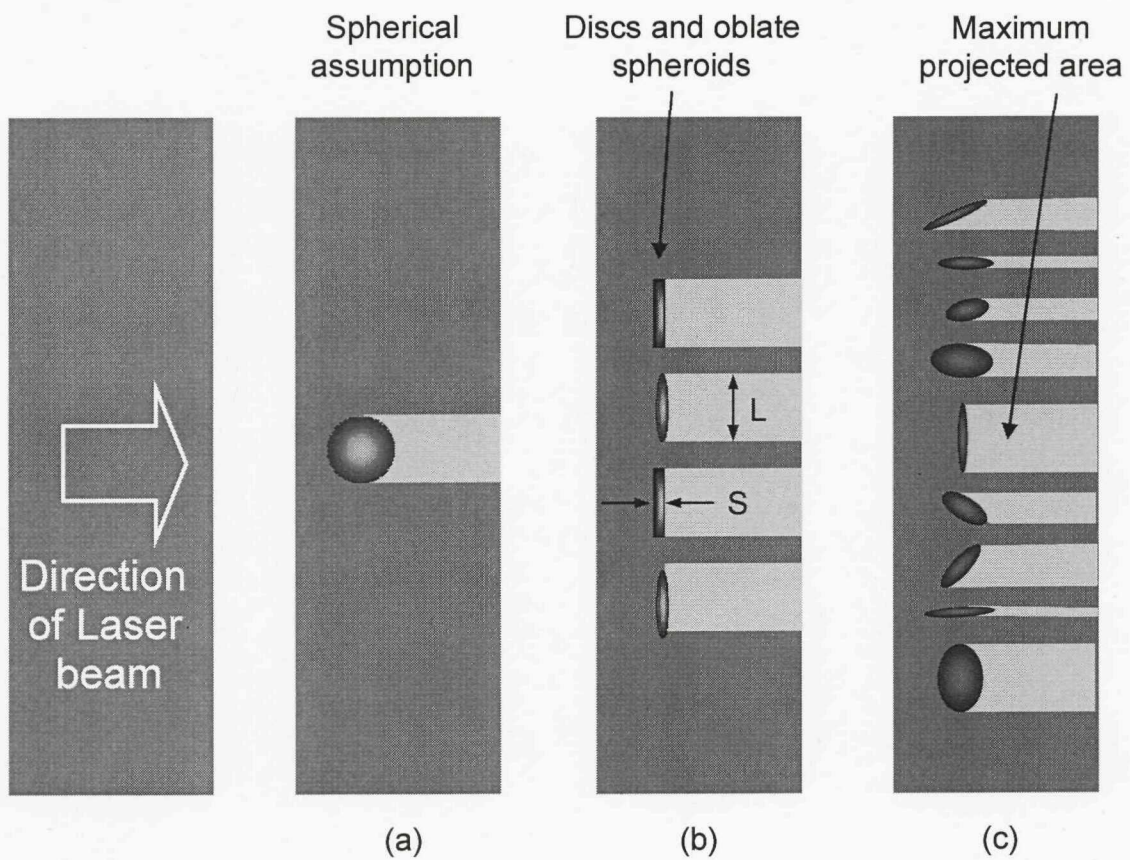 Spherical
assumption
Discs and oblate
spheroids
Maximum
projected area
Direction
of Laser
beam
L
S
(a)
(b)
(c)